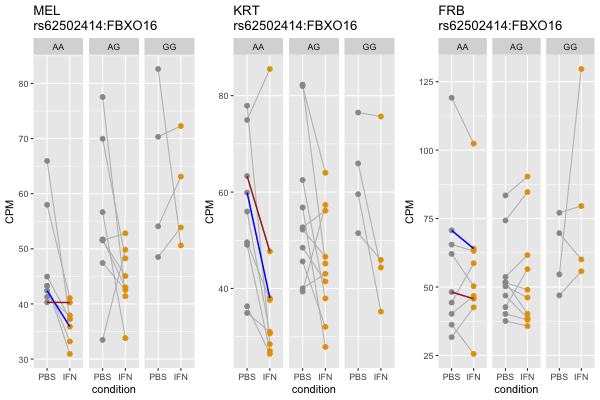 MEL
rs62502414:FBXO16
AA AG GG
CPM
80
70
60
50
40
30
PBS IFN PBS IFN PBS IFN
condition
KRT
rs62502414:FBXO16
AA AG GG
CPM
80
60
40
PBS IFN PBS IFN PBS IFN
condition
FRB
rs62502414:FBXO16
AA AG GG
CPM
125
100
75
50
25
PBS IFN PBS IFN PBS IFN
condition